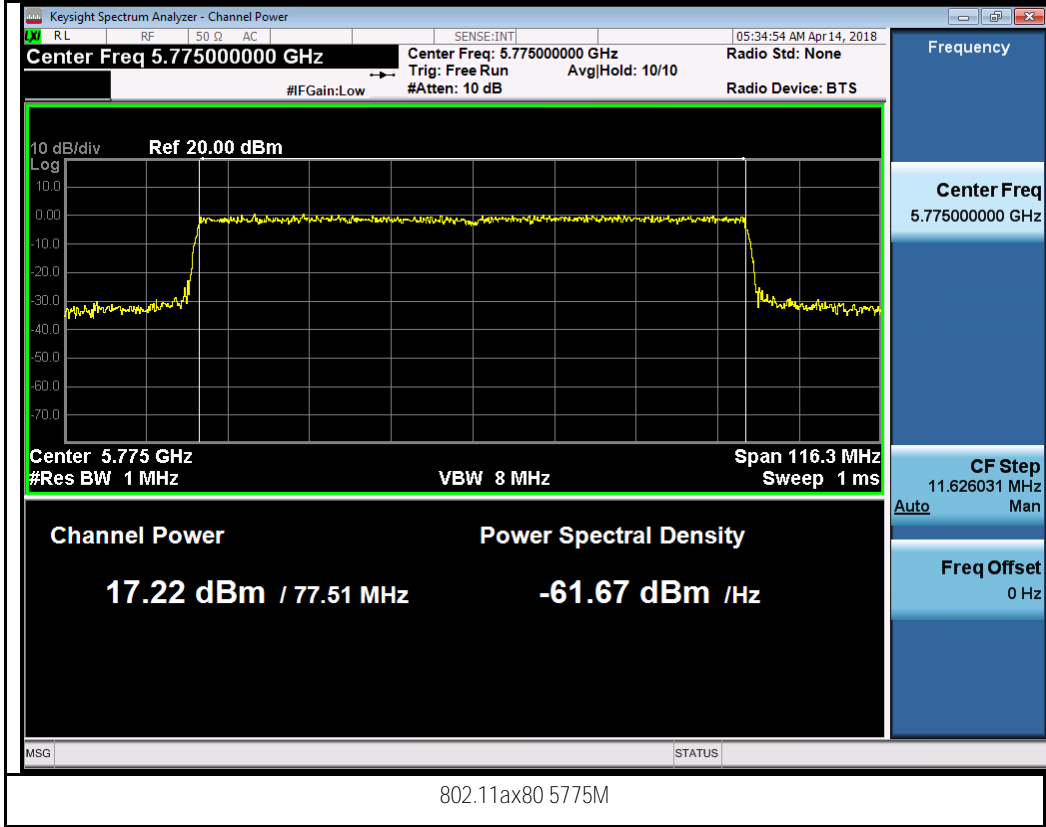 Keysight Spectrum Analyzer - Channel Power
LXI RL RF 50 Ω AC SENSE:INT 05:34:54 AM Apr 14, 2018
Center Freq 5.775000000 GHz
Center Freq: 5.775000000 GHz
Radio Std: None
Trig: Free Run Avg|Hold: 10/10
#IFGain:Low
#Atten: 10 dB
Radio Device: BTS
10 dB/div Ref 20.00 dBm
Log
10.0
0.00
-10.0
-20.0
-30.0
-40.0
-50.0
-60.0
-70.0
Center 5.775 GHz
Span 116.3 MHz
#Res BW 1 MHz
VBW 8 MHz
Sweep 1 ms
Channel Power
Power Spectral Density
17.22 dBm / 77.51 MHz
-61.67 dBm /Hz
Frequency
Center Freq
5.775000000 GHz
CF Step
11.626031 MHz
Auto Man
Freq Offset
0 Hz
MSG
STATUS
802.11ax80 5775M